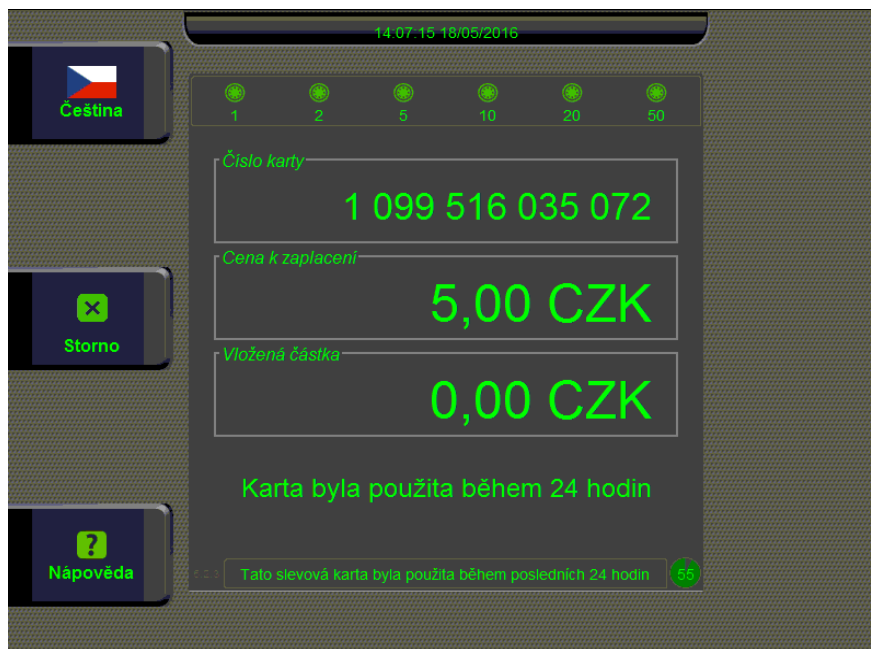 14:07:15 18/05/2016
Čeština
1 2 5 10 20 50
Číslo karty
1 099 516 035 072
Cena k zaplacení
5,00 CZK
Storno
Vložená částka
0,00 CZK
Karta byla použita během 24 hodin
Nápověda
Tato slevová karta byla použita během posledních 24 hodin
55